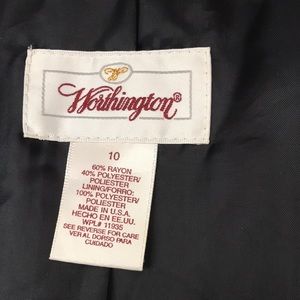 W
Worthington®
10
60% RAYON
40% POLYESTER/
POLIESTER
LINING/FORRO:
100% POLYESTER/
POLIESTER
MADE IN U.S.A.
HECHO EN EE.UU.
WPL# 11935
SEE REVERSE FOR CARE
VER AL DORSO PARA
CUIDADO